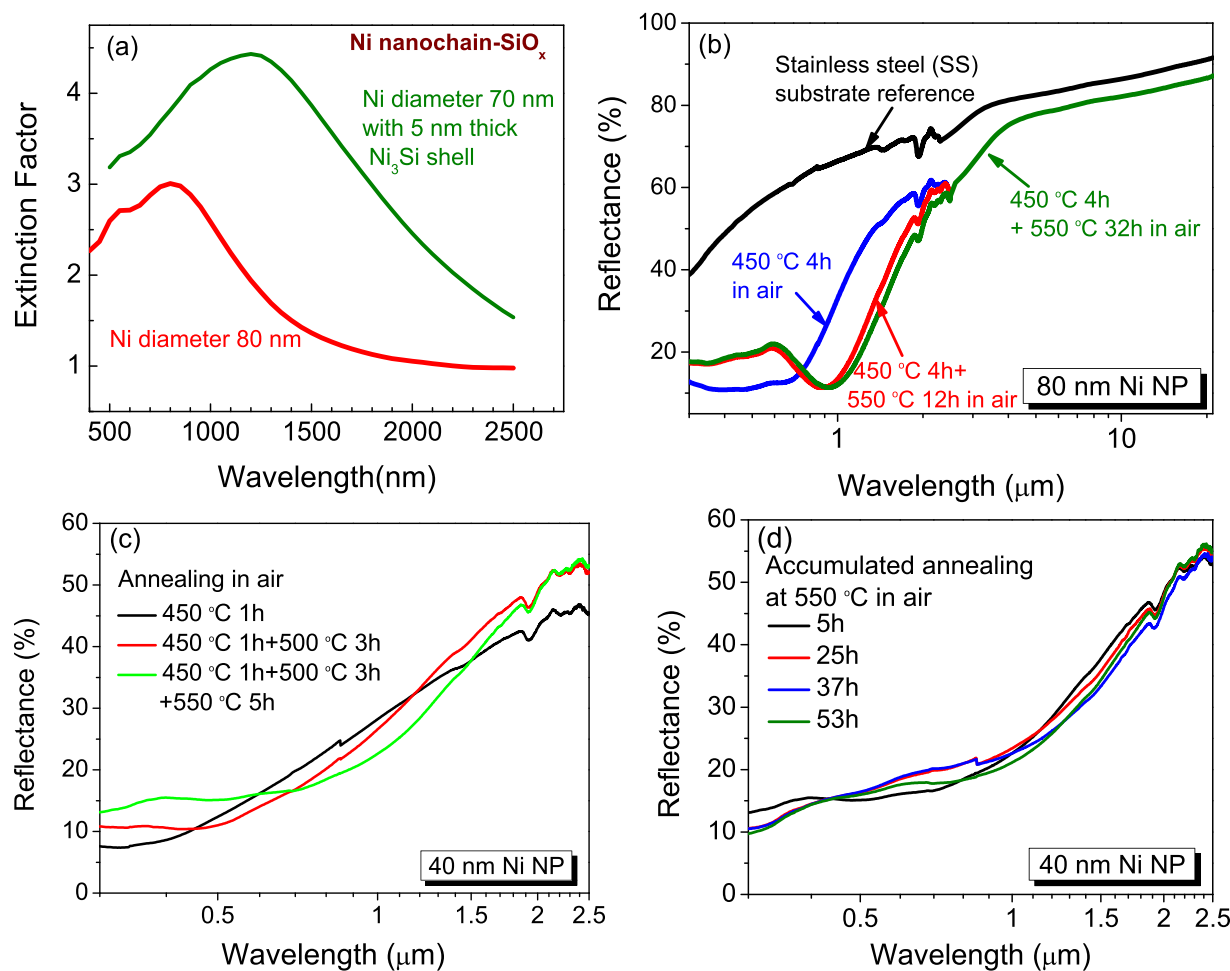 (a)
Ni nanochain-SiOₓ
Ni diameter 70 nm
with 5 nm thick
Ni₃Si shell
Ni diameter 80 nm
Extinction Factor
4
3
2
1
500 1000 1500 2000 2500
Wavelength(nm)
(b)
Stainless steel (SS)
substrate reference
450 °C 4h
+ 550 °C 32h in air
450 °C 4h
in air
450 °C 4h+
550 °C 12h in air
80 nm Ni NP
Reflectance (%)
100
80
60
40
20
1 10
Wavelength (μm)
(c)
Annealing in air
450 °C 1h
450 °C 1h+500 °C 3h
450 °C 1h+500 °C 3h
+550 °C 5h
40 nm Ni NP
Reflectance (%)
60
50
40
30
20
10
0
0.5 1 1.5 2 2.5
Wavelength (μm)
(d)
Accumulated annealing
at 550 °C in air
5h
25h
37h
53h
40 nm Ni NP
Reflectance (%)
60
50
40
30
20
10
0
0.5 1 1.5 2 2.5
Wavelength (μm)